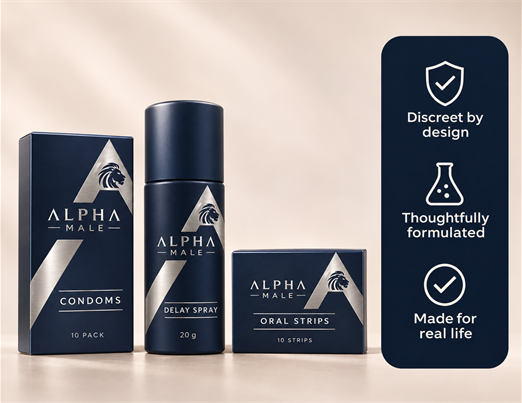 ALPHA
MALE
CONDOMS
10 PACK
ALPHA
MALE
DELAY SPRAY
20 g
ALPHA
MALE
ORAL STRIPS
10 STRIPS
Discreet by
design
Thoughtfully
formulated
Made for
real life